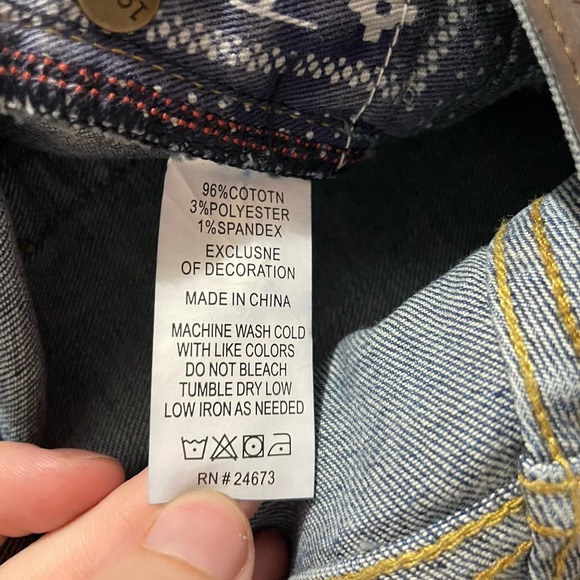 96%COTOTN
3%POLYESTER
1%SPANDEX
EXCLUSNE
OF DECORATION
MADE IN CHINA
MACHINE WASH COLD
WITH LIKE COLORS
DO NOT BLEACH
TUMBLE DRY LOW
LOW IRON AS NEEDED
RN # 24673